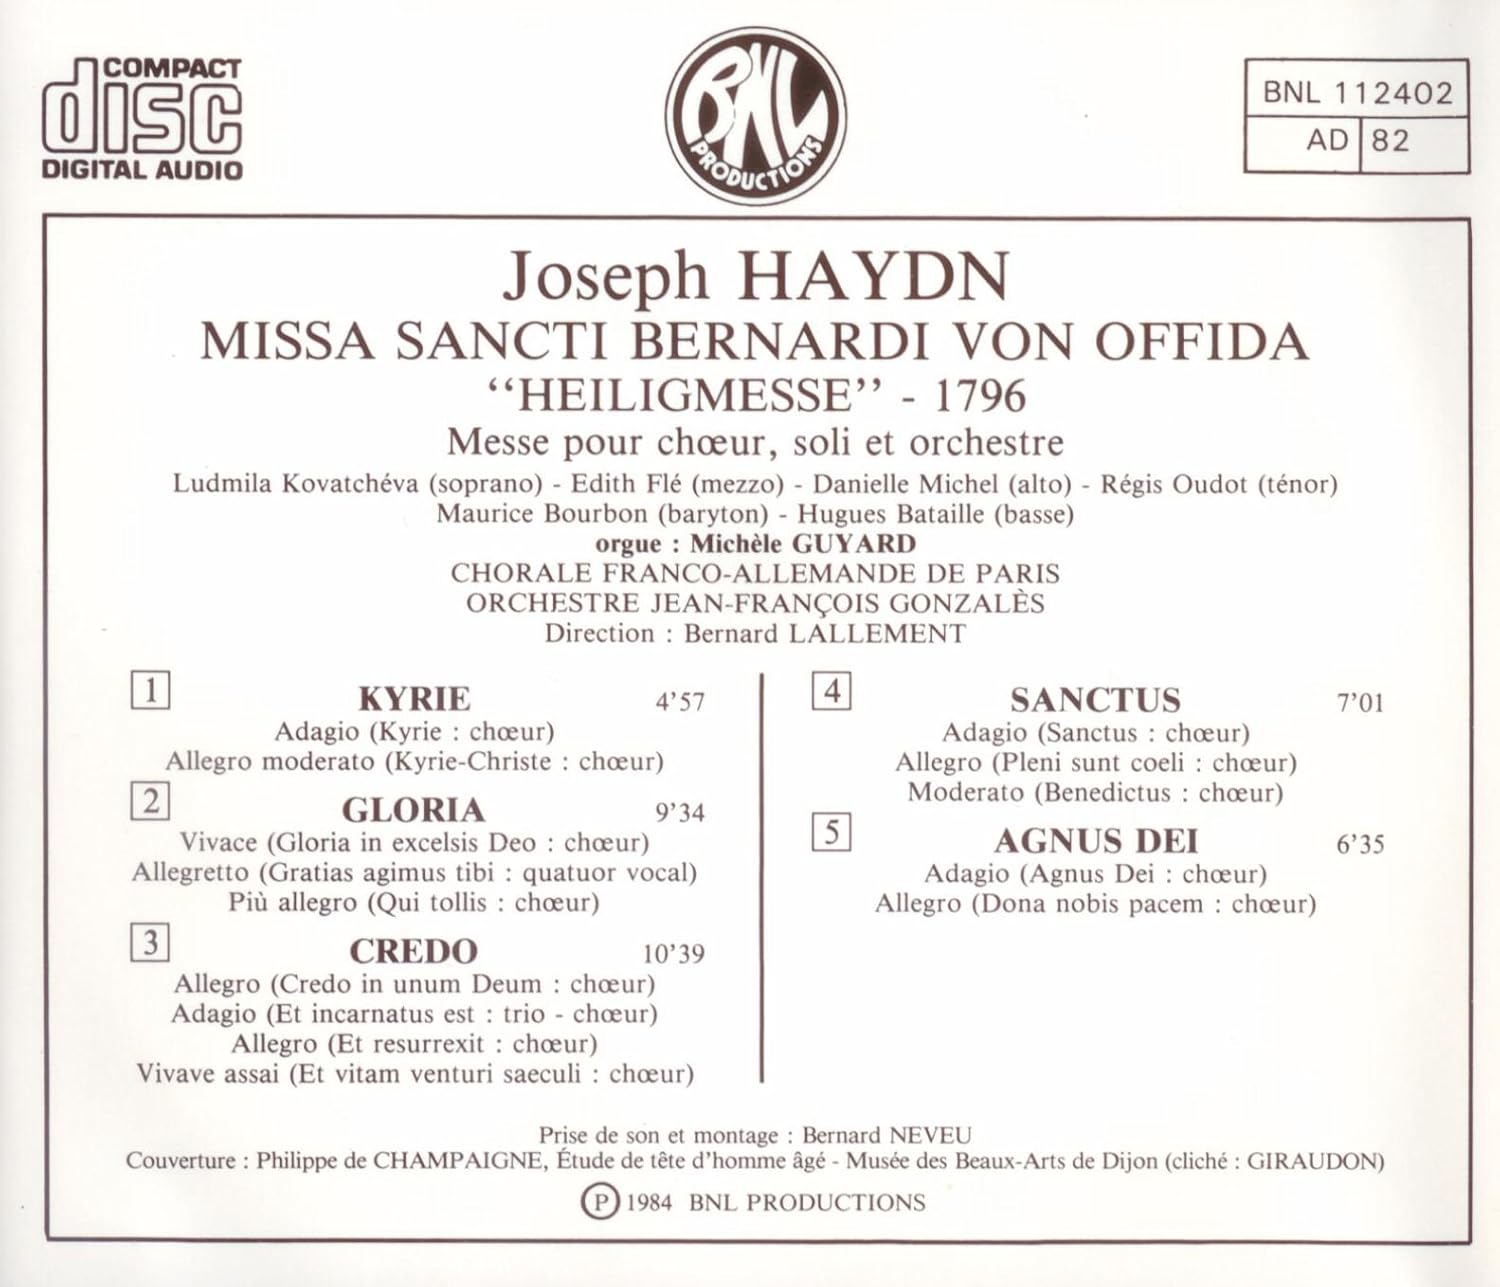 COMPACT
disc
DIGITAL AUDIO
BNL
PRODUCTIONS
BNL 112402
AD 82
Joseph HAYDN
MISSA SANCTI BERNARDI VON OFFIDA
‘‘HEILIGMESSE’’ - 1796
Messe pour chœur, soli et orchestre
Ludmila Kovatchéva (soprano) - Edith Flé (mezzo) - Danielle Michel (alto) - Régis Oudot (ténor)
Maurice Bourbon (baryton) - Hugues Bataille (basse)
orgue : Michèle GUYARD
CHORALE FRANCO-ALLEMANDE DE PARIS
ORCHESTRE JEAN-FRANÇOIS GONZALÈS
Direction : Bernard LALLEMENT
1 KYRIE 4’57
Adagio (Kyrie : chœur)
Allegro moderato (Kyrie-Christe : chœur)
2 GLORIA 9’34
Vivace (Gloria in excelsis Deo : chœur)
Allegretto (Gratias agimus tibi : quatuor vocal)
Più allegro (Qui tollis : chœur)
3 CREDO 10’39
Allegro (Credo in unum Deum : chœur)
Adagio (Et incarnatus est : trio - chœur)
Allegro (Et resurrexit : chœur)
Vivave assai (Et vitam venturi saeculi : chœur)
4 SANCTUS 7’01
Adagio (Sanctus : chœur)
Allegro (Pleni sunt coeli : chœur)
Moderato (Benedictus : chœur)
5 AGNUS DEI 6’35
Adagio (Agnus Dei : chœur)
Allegro (Dona nobis pacem : chœur)
Prise de son et montage : Bernard NEVEU
Couverture : Philippe de CHAMPAIGNE, Étude de tête d’homme âgé - Musée des Beaux-Arts de Dijon (cliché : GIRAUDON)
Ⓟ 1984 BNL PRODUCTIONS